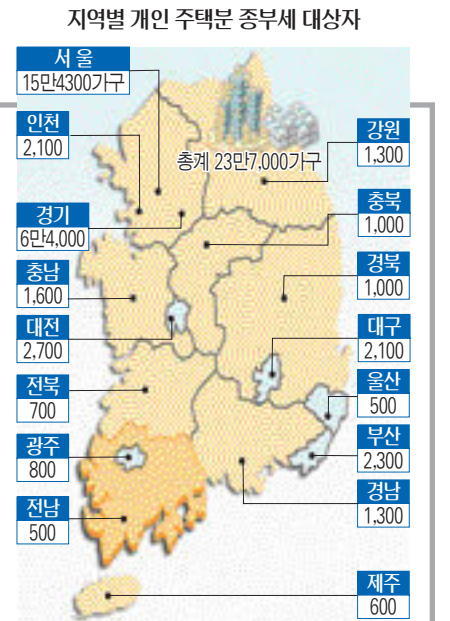 지역별 개인 주택분 종부세 대상자
서울
15만4300가구
인천
2,100
총계 23만7,000가구
강원
1,300
경기
6만4,000
충북
1,000
충남
1,600
경북
1,000
대전
2,700
대구
2,100
전북
700
울산
500
광주
800
부산
2,300
전남
500
경남
1,300
제주
600